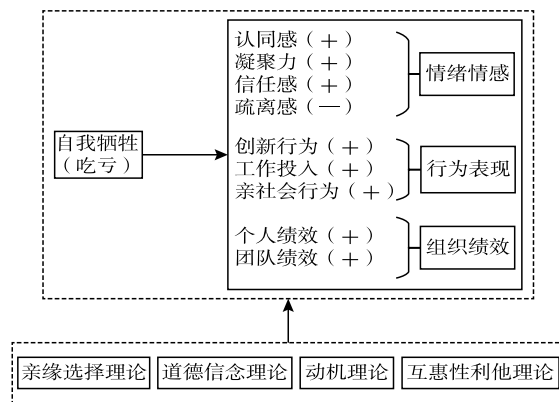 认同感（＋）
凝聚力（＋）
信任感（＋）
疏离感（—）
情绪情感
自我牺牲
（吃亏）
创新行为（＋）
工作投入（＋）
亲社会行为（＋）
行为表现
个人绩效（＋）
团队绩效（＋）
组织绩效
亲缘选择理论
道德信念理论
动机理论
互惠性利他理论